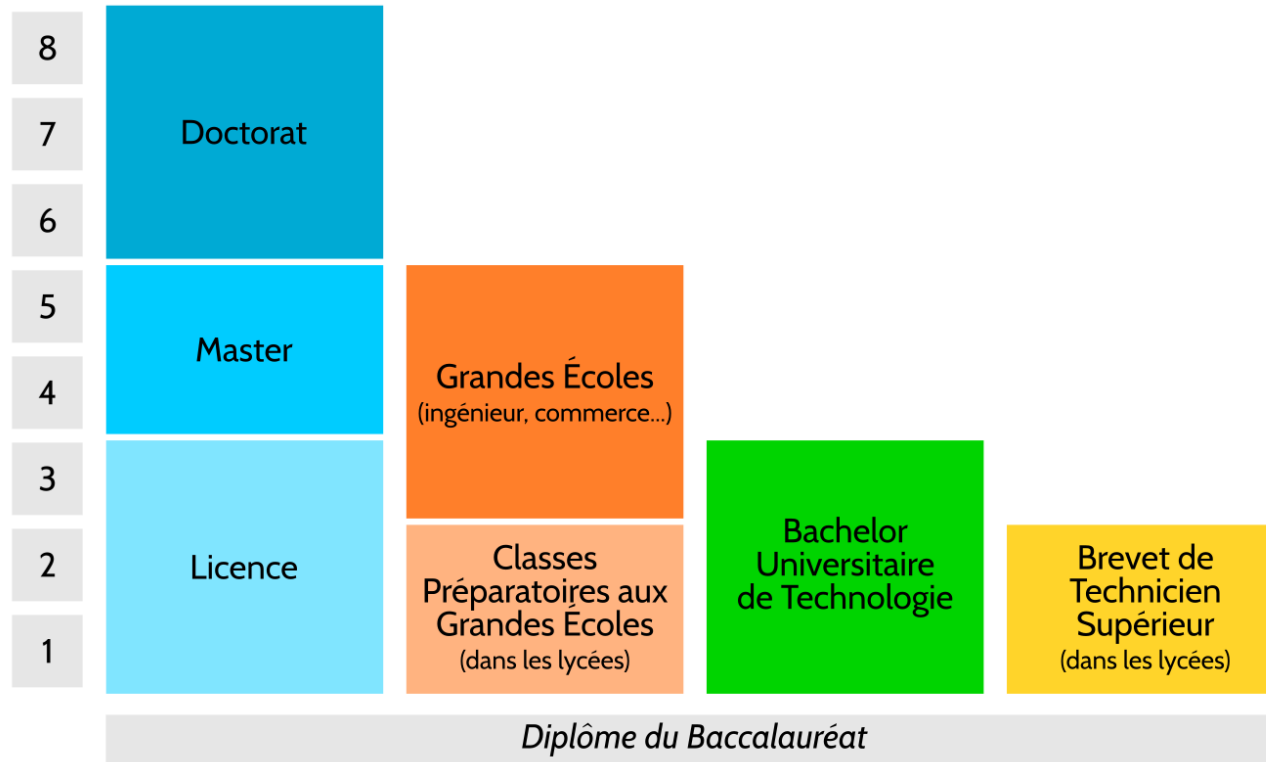 8
7
Doctorat
6
5
Master
4
Grandes Écoles
(ingénieur, commerce...)
3
2
Licence
1
Classes
Préparatoires aux
Grandes Écoles
(dans les lycées)
Bachelor
Universitaire
de Technologie
Brevet de
Technicien
Supérieur
(dans les lycées)
Diplôme du Baccalauréat